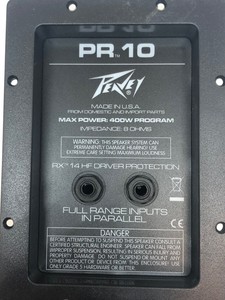 PR™ 10
PEAVEY
MADE IN U.S.A.
FROM DOMESTIC AND IMPORT PARTS
MAX POWER: 400W PROGRAM
IMPEDANCE: 8 OHMS
WARNING: THIS SPEAKER SYSTEM CAN
PERMANENTLY DAMAGE HEARING! USE
EXTREME CARE SETTING MAXIMUM LOUDNESS.
RX™ 14 HF DRIVER PROTECTION
FULL RANGE INPUTS
IN PARALLEL
DANGER
BEFORE ATTEMPTING TO SUSPEND THIS SPEAKER CONSULT A
CERTIFIED STRUCTURAL ENGINEER. SPEAKER CAN FALL FROM
IMPROPER SUSPENSION, RESULTING IN SERIOUS INJURY AND
PROPERTY DAMAGE. DO NOT SUSPEND OR MOUNT ANY
OTHER PRODUCT OR DEVICE FROM THIS ENCLOSURE. USE
ONLY GRADE 5 HARDWARE OR BETTER.